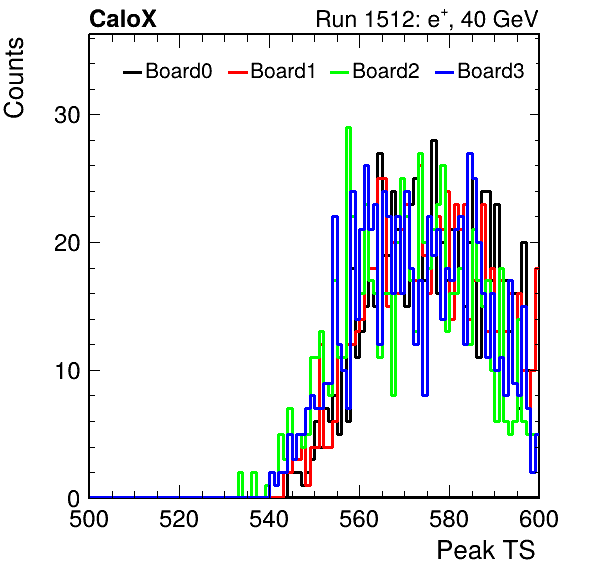 CaloX Run 1512: e⁺, 40 GeV
Counts
Board0 Board1 Board2 Board3
30
20
10
0
500 520 540 560 580 600
Peak TS